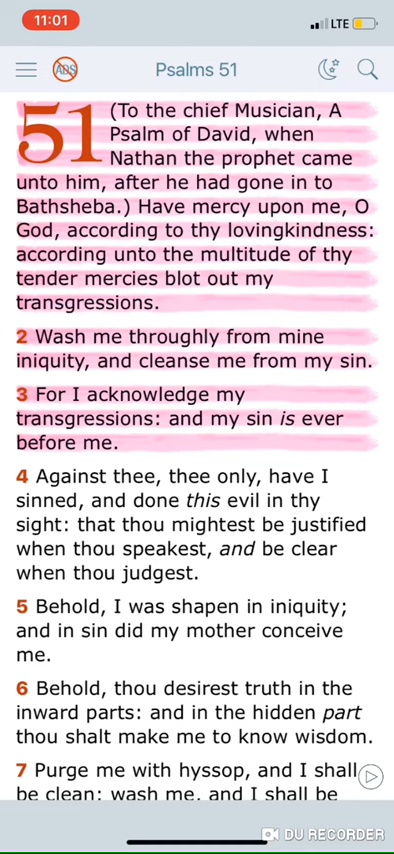 11:01
LTE
ADS
Psalms 51
51 (To the chief Musician, A
Psalm of David, when
Nathan the prophet came
unto him, after he had gone in to
Bathsheba.) Have mercy upon me, O
God, according to thy lovingkindness:
according unto the multitude of thy
tender mercies blot out my
transgressions.
2 Wash me throughly from mine
iniquity, and cleanse me from my sin.
3 For I acknowledge my
transgressions: and my sin is ever
before me.
4 Against thee, thee only, have I
sinned, and done this evil in thy
sight: that thou mightest be justified
when thou speakest, and be clear
when thou judgest.
5 Behold, I was shapen in iniquity;
and in sin did my mother conceive
me.
6 Behold, thou desirest truth in the
inward parts: and in the hidden part
thou shalt make me to know wisdom.
7 Purge me with hyssop, and I shall
be clean: wash me, and I shall be
DU RECORDER